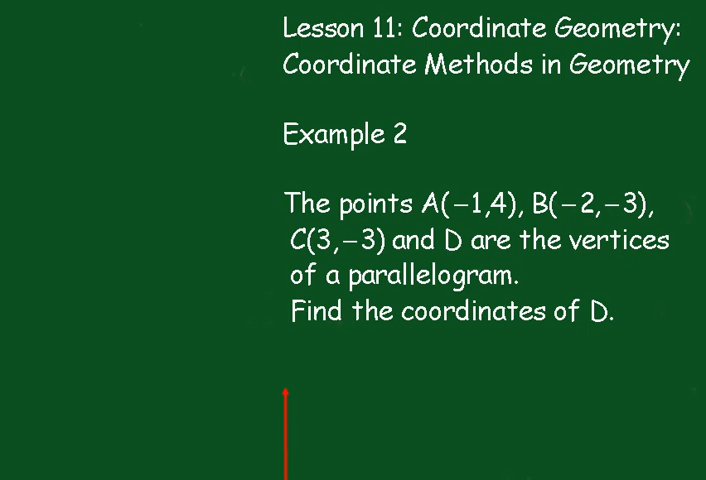 Lesson 11: Coordinate Geometry:
Coordinate Methods in Geometry
Example 2
The points A(−1,4), B(−2,−3),
C(3,−3) and D are the vertices
of a parallelogram.
Find the coordinates of D.